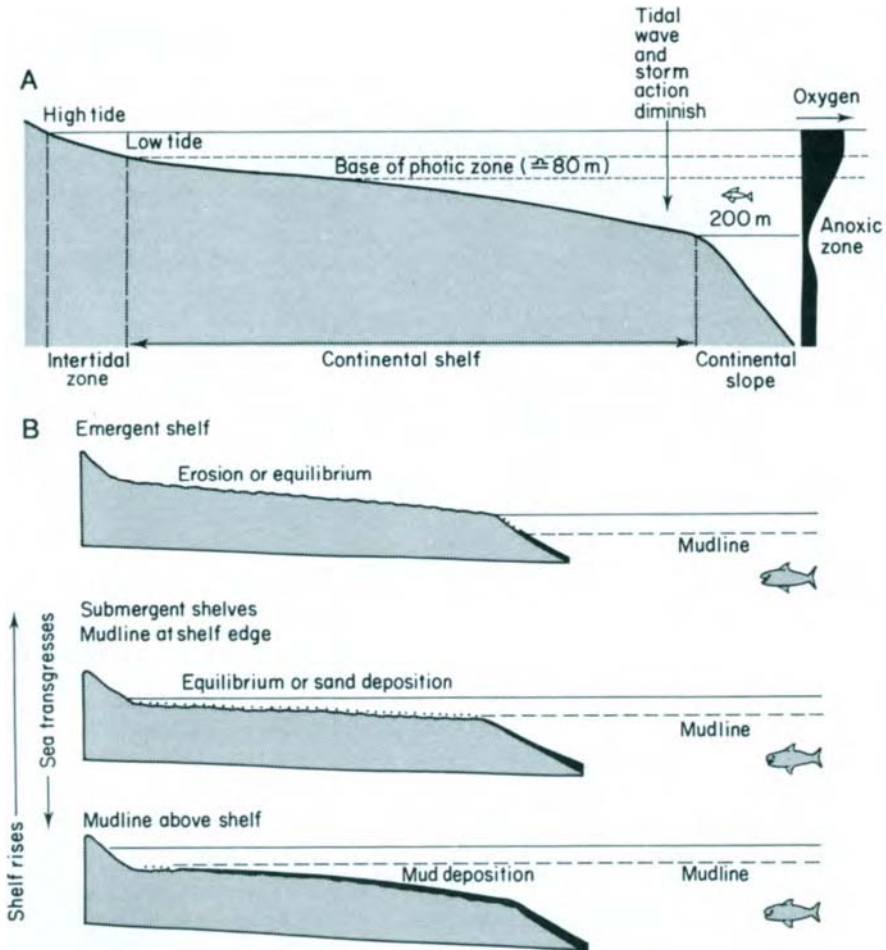 A
Tidal
wave
and
storm
action
diminish
Oxygen
High tide
Low tide
Base of photic zone (≏80 m)
200 m
Anoxic
zone
Intertidal
zone
Continental shelf
Continental
slope
B
Emergent shelf
Erosion or equilibrium
Mudline
Shelf rises
Sea transgresses
Submergent shelves
Mudline at shelf edge
Equilibrium or sand deposition
Mudline
Mudline above shelf
Mud deposition
Mudline